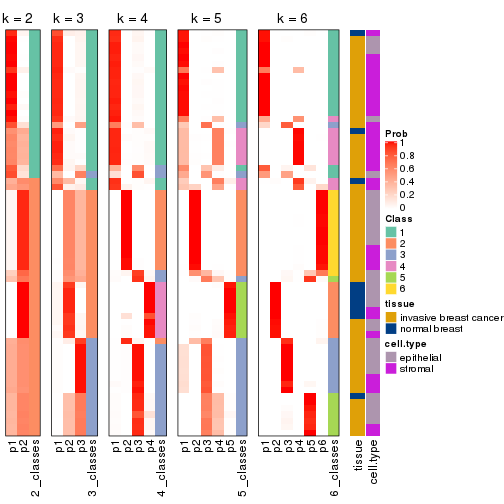 k = 2 k = 3 k = 4 k = 5 k = 6
Prob
1
0.8
0.6
0.4
0.2
0
Class
1
2
3
4
5
6
tissue
invasive breast cancer
normal breast
cell.type
epithelial
stromal
p1 p2 2_classes p1 p2 p3 3_classes p1 p2 p3 p4 4_classes p1 p2 p3 p4 p5 5_classes p1 p2 p3 p4 p5 p6 6_classes tissue cell.type